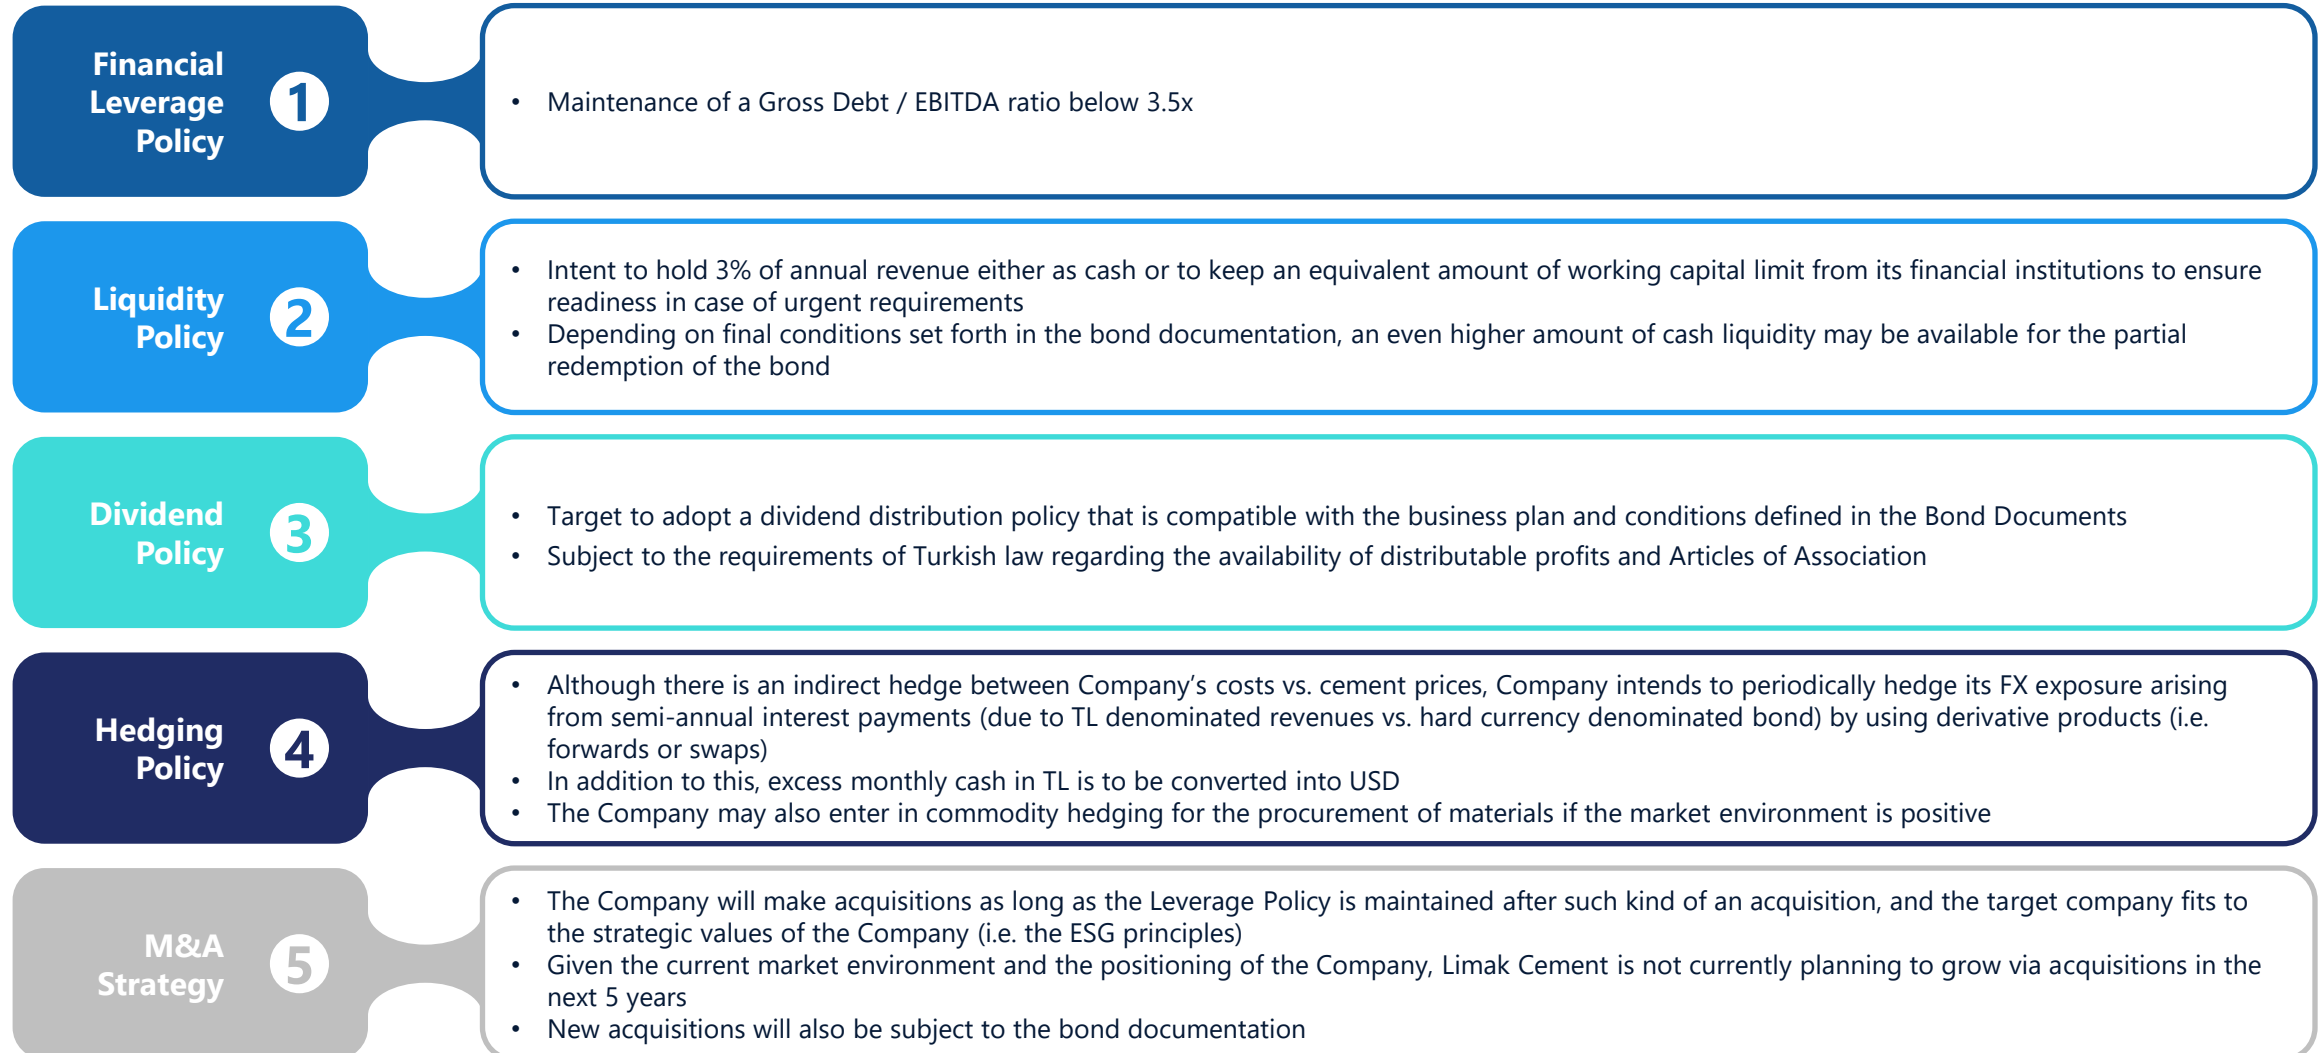 Financial
Leverage
Policy
1
• Maintenance of a Gross Debt / EBITDA ratio below 3.5x
Liquidity
Policy
2
• Intent to hold 3% of annual revenue either as cash or to keep an equivalent amount of working capital limit from its financial institutions to ensure
readiness in case of urgent requirements
• Depending on final conditions set forth in the bond documentation, an even higher amount of cash liquidity may be available for the partial
redemption of the bond
Dividend
Policy
3
• Target to adopt a dividend distribution policy that is compatible with the business plan and conditions defined in the Bond Documents
• Subject to the requirements of Turkish law regarding the availability of distributable profits and Articles of Association
Hedging
Policy
4
• Although there is an indirect hedge between Company’s costs vs. cement prices, Company intends to periodically hedge its FX exposure arising
from semi-annual interest payments (due to TL denominated revenues vs. hard currency denominated bond) by using derivative products (i.e.
forwards or swaps)
• In addition to this, excess monthly cash in TL is to be converted into USD
• The Company may also enter in commodity hedging for the procurement of materials if the market environment is positive
M&A
Strategy
5
• The Company will make acquisitions as long as the Leverage Policy is maintained after such kind of an acquisition, and the target company fits to
the strategic values of the Company (i.e. the ESG principles)
• Given the current market environment and the positioning of the Company, Limak Cement is not currently planning to grow via acquisitions in the
next 5 years
• New acquisitions will also be subject to the bond documentation